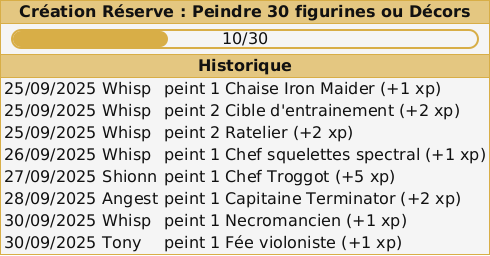 Création Réserve : Peindre 30 figurines ou Décors
10/30
Historique
25/09/2025 Whisp peint 1 Chaise Iron Maider (+1 xp)
25/09/2025 Whisp peint 2 Cible d'entrainement (+2 xp)
25/09/2025 Whisp peint 2 Ratelier (+2 xp)
26/09/2025 Whisp peint 1 Chef squelettes spectral (+1 xp)
27/09/2025 Shionn peint 1 Chef Troggot (+5 xp)
28/09/2025 Angest peint 1 Capitaine Terminator (+2 xp)
30/09/2025 Whisp peint 1 Necromancien (+1 xp)
30/09/2025 Tony peint 1 Fée violoniste (+1 xp)